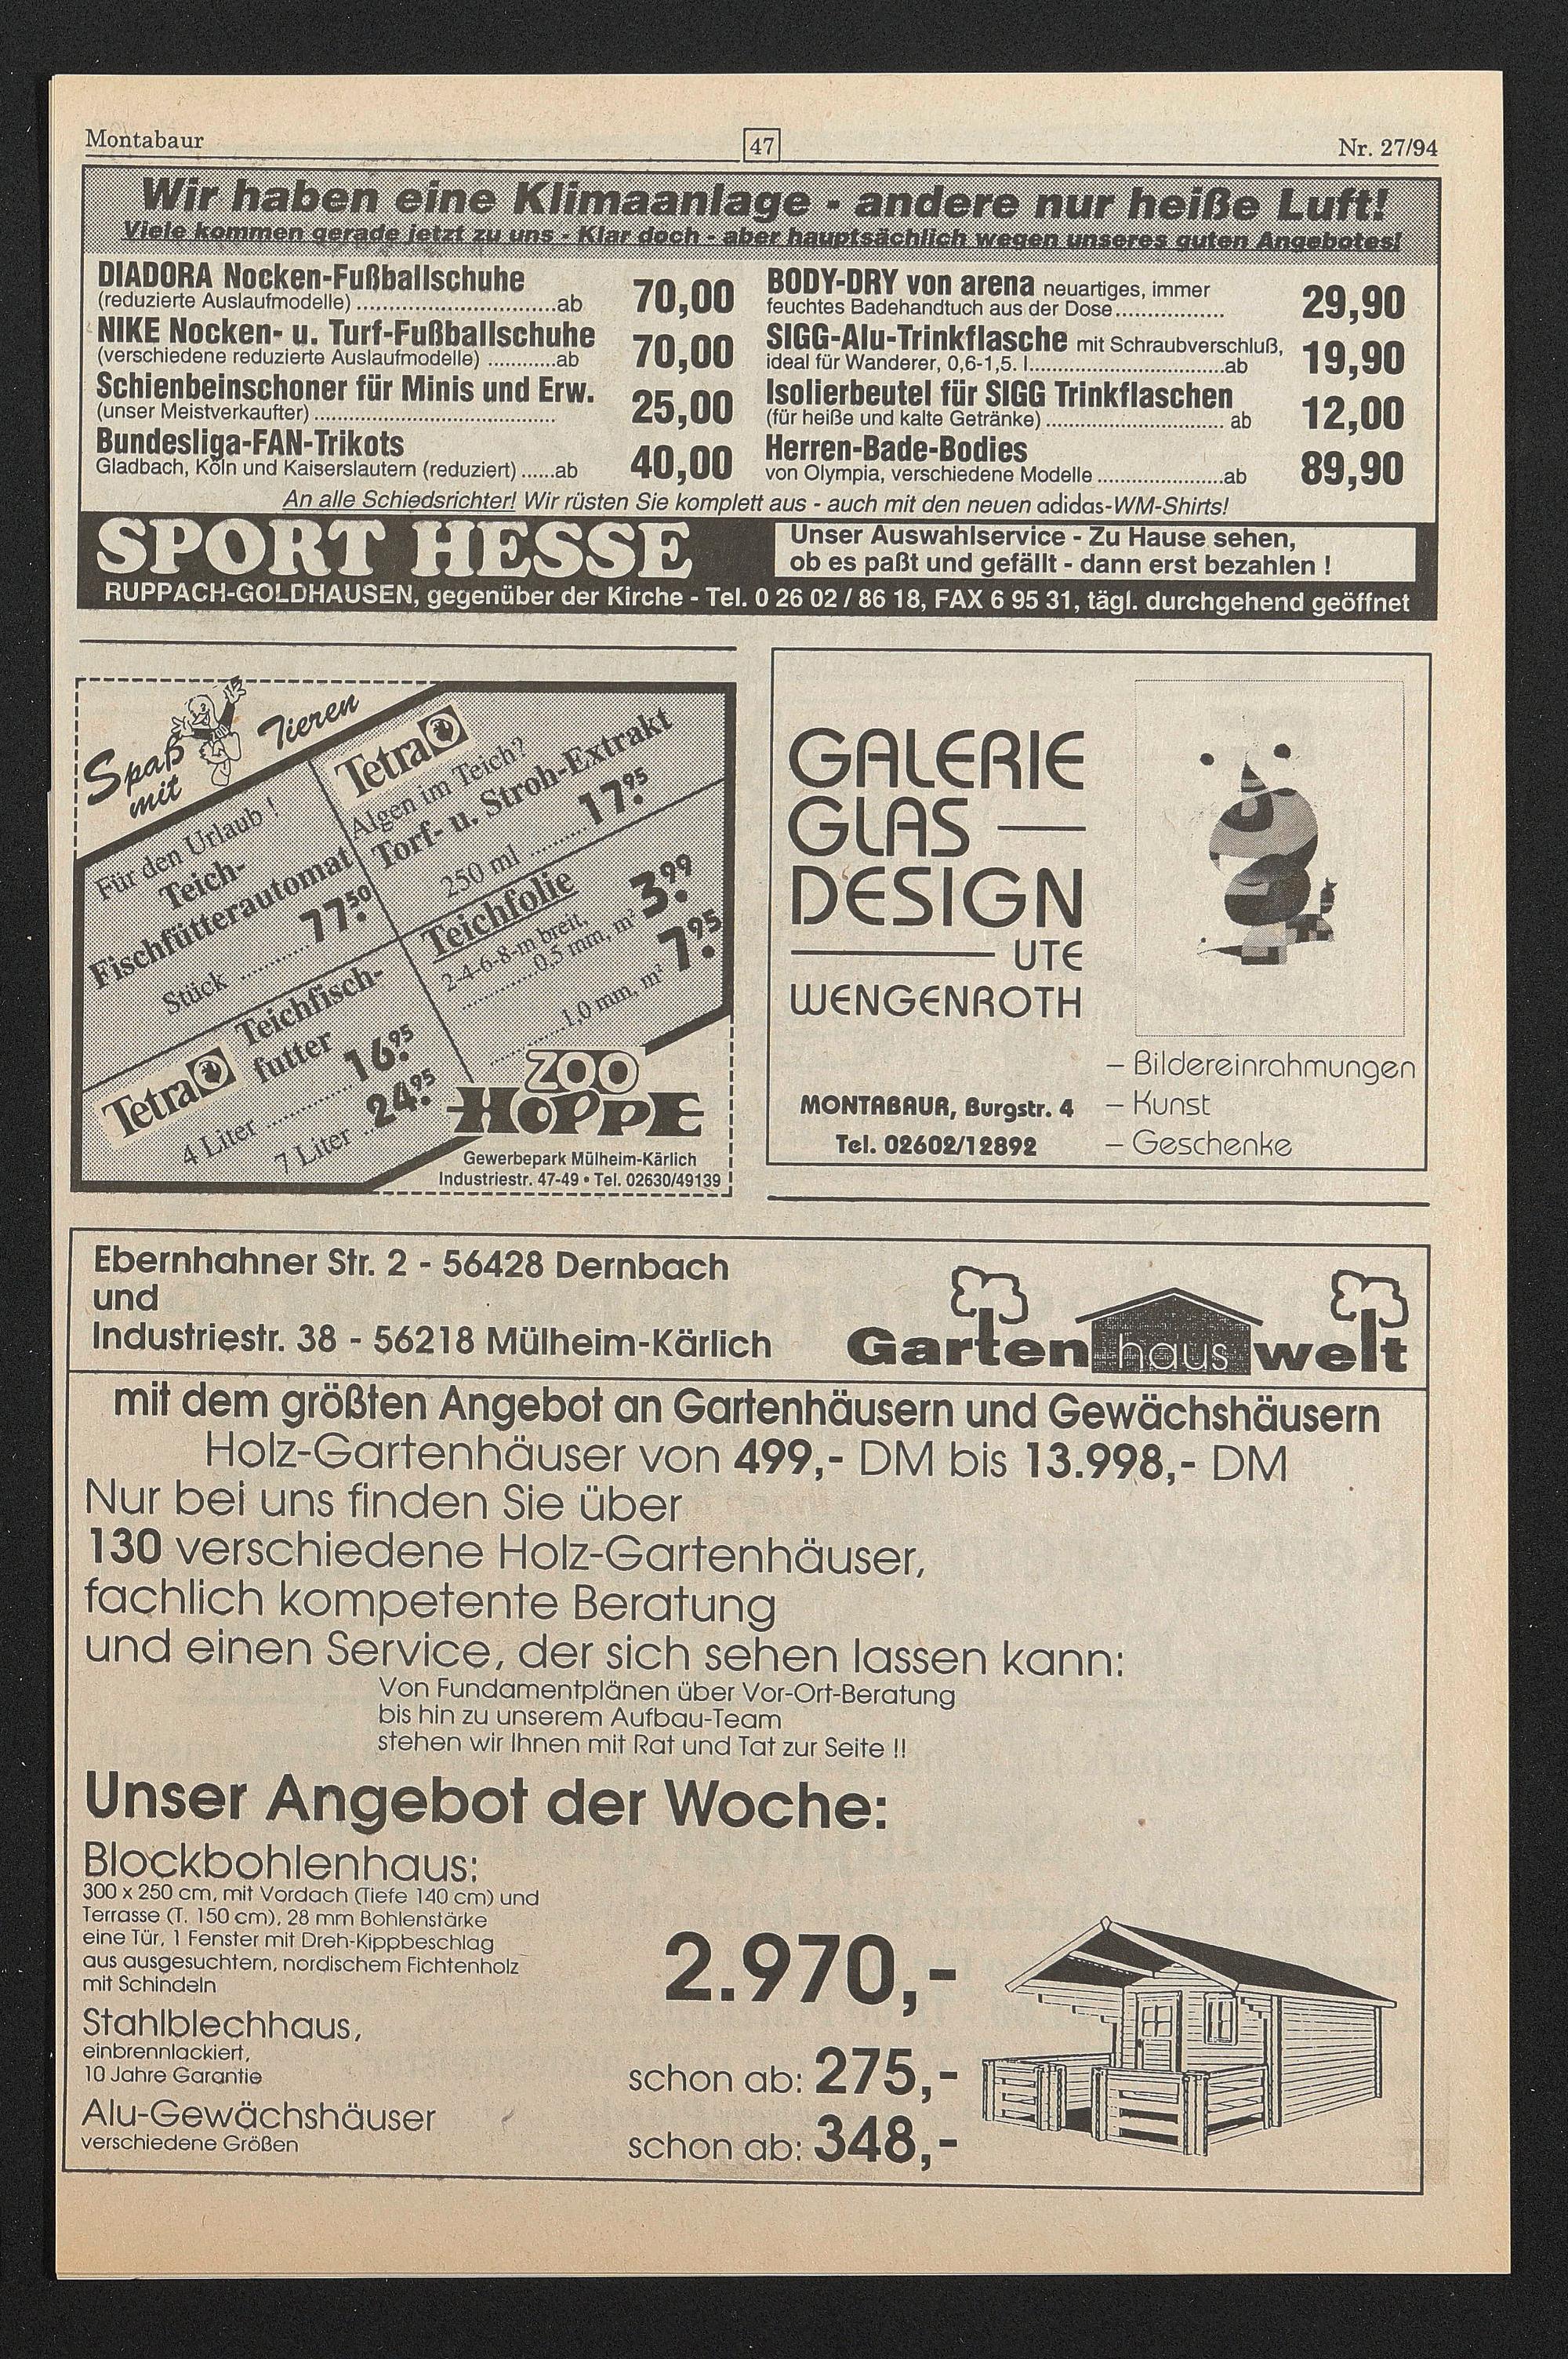 Montabaur
47
Nr. 27/94
Wir haben eine Klimaanlage - andere nur heiße Luft!
Viele kommen gerade jetzt zu uns - Klar doch - aber hauptsächlich wegen unseres guten Angebotes!
DIADORA Nocken-Fußballschuhe
(reduzierte Auslaufmodelle) ..............................ab 70,00
NIKE Nocken- u. Turf-Fußballschuhe
(verschiedene reduzierte Auslaufmodelle) ............ab 70,00
Schienbeinschoner für Minis und Erw.
(unser Meistverkaufter) .................................... 25,00
Bundesliga-FAN-Trikots
Gladbach, Köln und Kaiserslautern (reduziert) ......ab 40,00
BODY-DRY von arena neuartiges, immer
feuchtes Badehandtuch aus der Dose................. 29,90
SIGG-Alu-Trinkflasche mit Schraubverschluß,
ideal für Wanderer, 0,6-1,5. l..................................ab 19,90
Isolierbeutel für SIGG Trinkflaschen
(für heiße und kalte Getränke) ............................... ab 12,00
Herren-Bade-Bodies
von Olympia, verschiedene Modelle ......................ab 89,90
An alle Schiedsrichter! Wir rüsten Sie komplett aus - auch mit den neuen adidas-WM-Shirts!
SPORT HESSE
Unser Auswahlservice - Zu Hause sehen,
ob es paßt und gefällt - dann erst bezahlen !
RUPPACH-GOLDHAUSEN, gegenüber der Kirche - Tel. 0 26 02 / 86 18, FAX 6 95 31, tägl. durchgehend geöffnet
Spaß
mit
Tieren
Für den Urlaub !
Teich-
Fischfütterautomat
Stück ............77.50
Tetra
Algen im Teich?
Torf- u. Stroh-Extrakt
250 ml ..........17.95
Teichfolie
2-4-6-8-m breit,
............0,5 mm, m² 3.99
............1,0 mm, m² 7.95
Tetra
Teichfisch-
futter
4 Liter ............16.95
7 Liter ..24.95
ZOO
HOPPE
Gewerbepark Mülheim-Kärlich
Industriestr. 47-49 • Tel. 02630/49139
GALERIE
GLAS —
DESIGN
— UTE
WENGENROTH
MONTABAUR, Burgstr. 4
Tel. 02602/12892
– Bildereinrahmungen
– Kunst
– Geschenke
Ebernhahner Str. 2 - 56428 Dernbach
und
Industriestr. 38 - 56218 Mülheim-Kärlich
Gartenhauswelt
mit dem größten Angebot an Gartenhäusern und Gewächshäusern
Holz-Gartenhäuser von 499,- DM bis 13.998,- DM
Nur bei uns finden Sie über
130 verschiedene Holz-Gartenhäuser,
fachlich kompetente Beratung
und einen Service, der sich sehen lassen kann:
Von Fundamentplänen über Vor-Ort-Beratung
bis hin zu unserem Aufbau-Team
stehen wir Ihnen mit Rat und Tat zur Seite !!
Unser Angebot der Woche:
Blockbohlenhaus:
300 x 250 cm, mit Vordach (Tiefe 140 cm) und
Terrasse (T. 150 cm), 28 mm Bohlenstärke
eine Tür, 1 Fenster mit Dreh-Kippbeschlag
aus ausgesuchtem, nordischem Fichtenholz
mit Schindeln
2.970,-
Stahlblechhaus,
einbrennlackiert,
10 Jahre Garantie
schon ab: 275,-
Alu-Gewächshäuser
verschiedene Größen
schon ab: 348,-